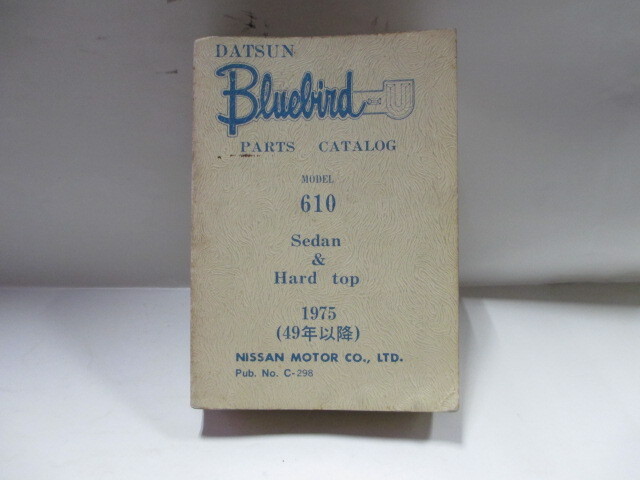 DATSUN
Bluebird-U
PARTS CATALOG
MODEL
610
Sedan
&
Hard top
1975
(49年以降)
NISSAN MOTOR CO., LTD.
Pub. No. C-298